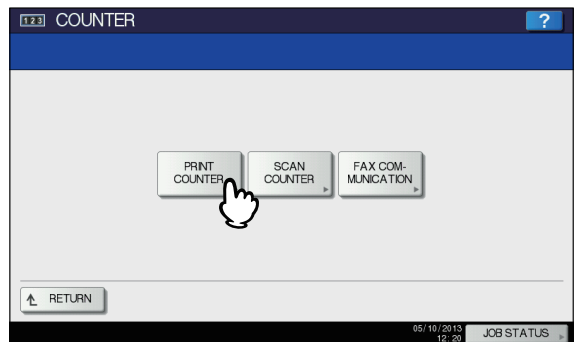 123 COUNTER
?
PRINT
COUNTER
SCAN
COUNTER
FAX COM-
MUNICATION
RETURN
05/10/2013
12:20
JOB STATUS